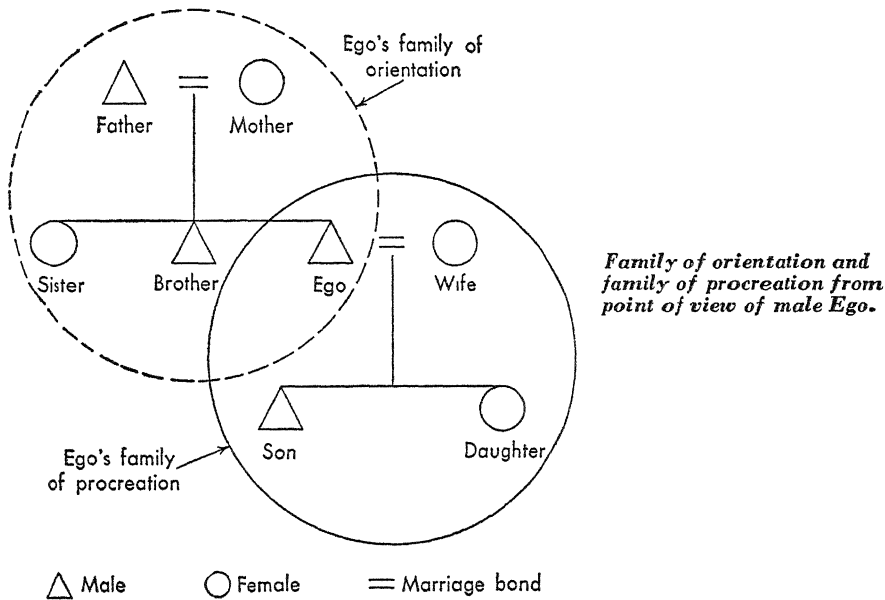 Ego's family of
orientation
Father
Mother
Sister
Brother
Ego
Wife
Family of orientation and
family of procreation from
point of view of male Ego.
Son
Daughter
Ego's family
of procreation
Male
Female
Marriage bond